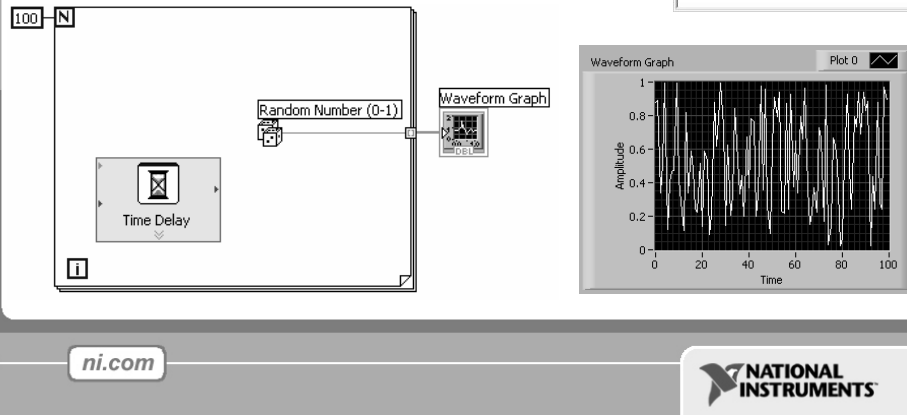 100
N
Random Number (0-1)
Waveform Graph
DBL
Time Delay
i
Waveform Graph
Plot 0
1
0.8
0.6
0.4
0.2
0
Amplitude
0
20
40
60
80
100
Time
ni.com
NATIONAL
INSTRUMENTS